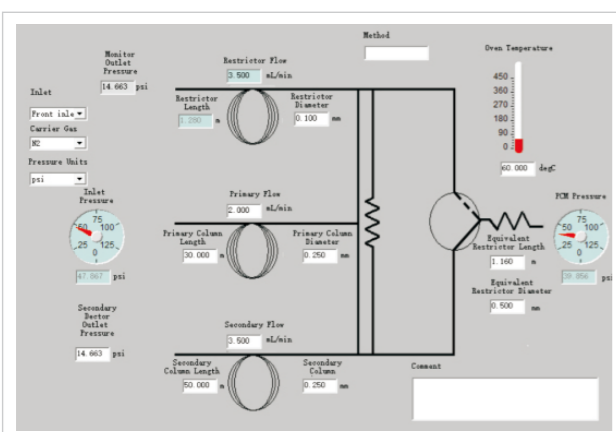 Method
Monitor
Outlet
Pressure
14.663 psi
Restrictor Flow
3.500 mL/min
Oven Temperature
450
360
270
180
90
0
60.000 degC
Inlet
Front inle
Carrier Gas
N2
Pressure Units
psi
Restrictor
Length
1.280 m
Restrictor
Diameter
0.100 mm
Inlet
Pressure
75
50 100
25 125
0
47.067 psi
Primary Flow
2.000 mL/min
Primary Column
Length
30.000 m
Primary Column
Diameter
0.250 mm
PCM Pressure
75
50 100
25 125
0
39.956 psi
Equivalent
Restrictor Length
1.160 m
Equivalent
Restrictor Diameter
0.500 mm
Secondary
Dector
Outlet
Pressure
14.663 psi
Secondary Flow
3.500 mL/min
Secondary
Column Length
50.000 m
Secondary
Column
0.250 mm
Comment